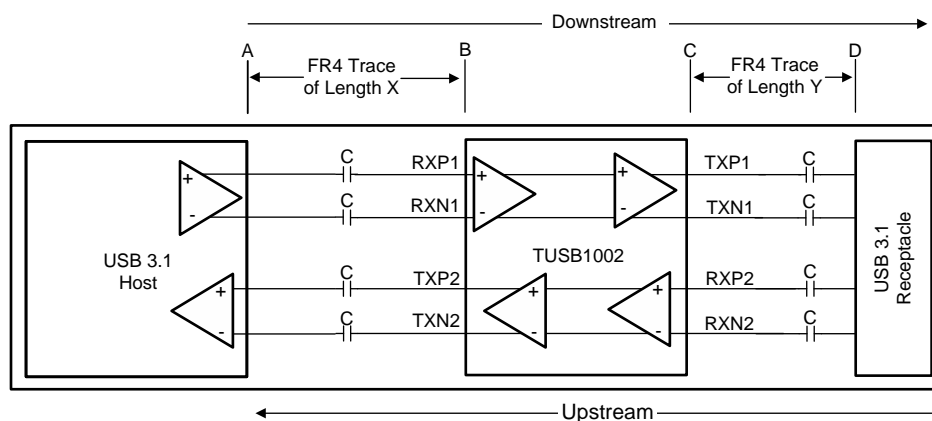 Downstream
A
B
C
D
FR4 Trace
of Length X
FR4 Trace
of Length Y
C
RXP1
TXP1
C
+
+
+
C
RXN1
TXN1
C
-
-
-
USB 3.1
Host
TUSB1002
USB 3.1
Receptacle
C
TXP2
RXP2
C
+
+
+
C
TXN2
RXN2
C
-
-
-
Upstream